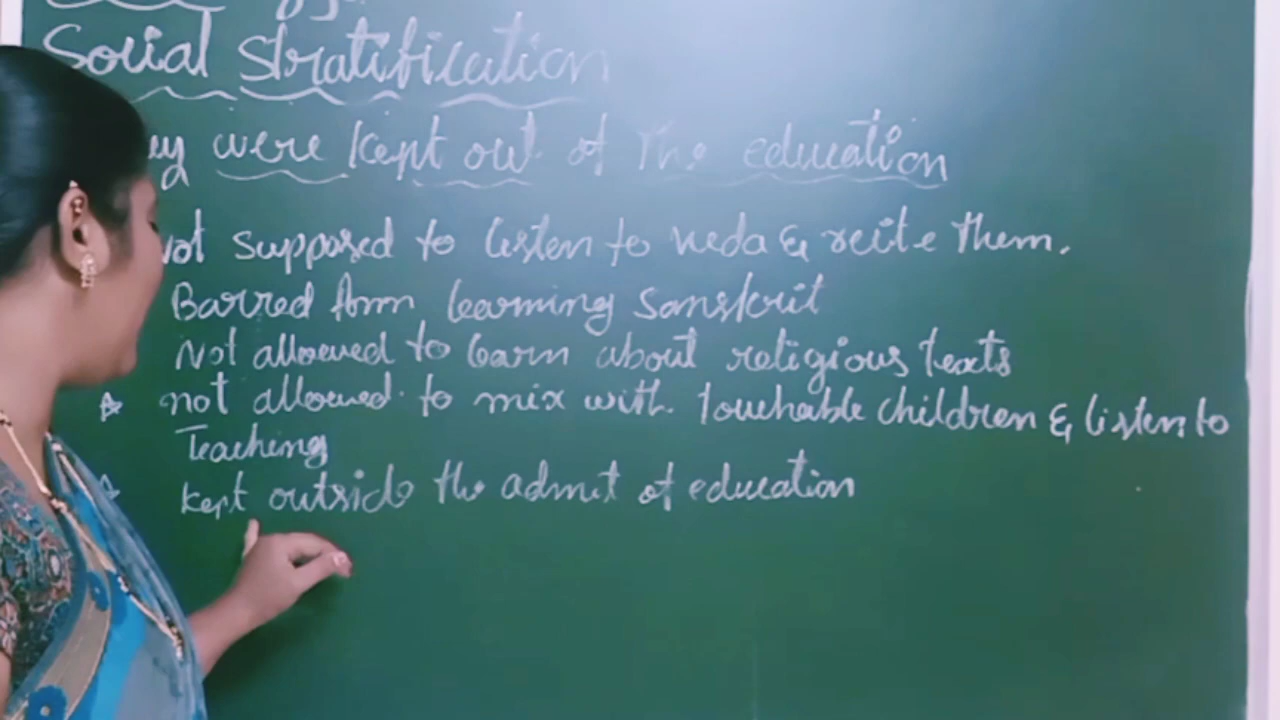 Social Stratification
ey were kept out of the education
not supposed to listen to veda & recite them.
Barred form learning Sanskrit
Not allowed to learn about religious texts
not allowed to mix with touchable children & listen to
Teaching
Kept outside the admit of education